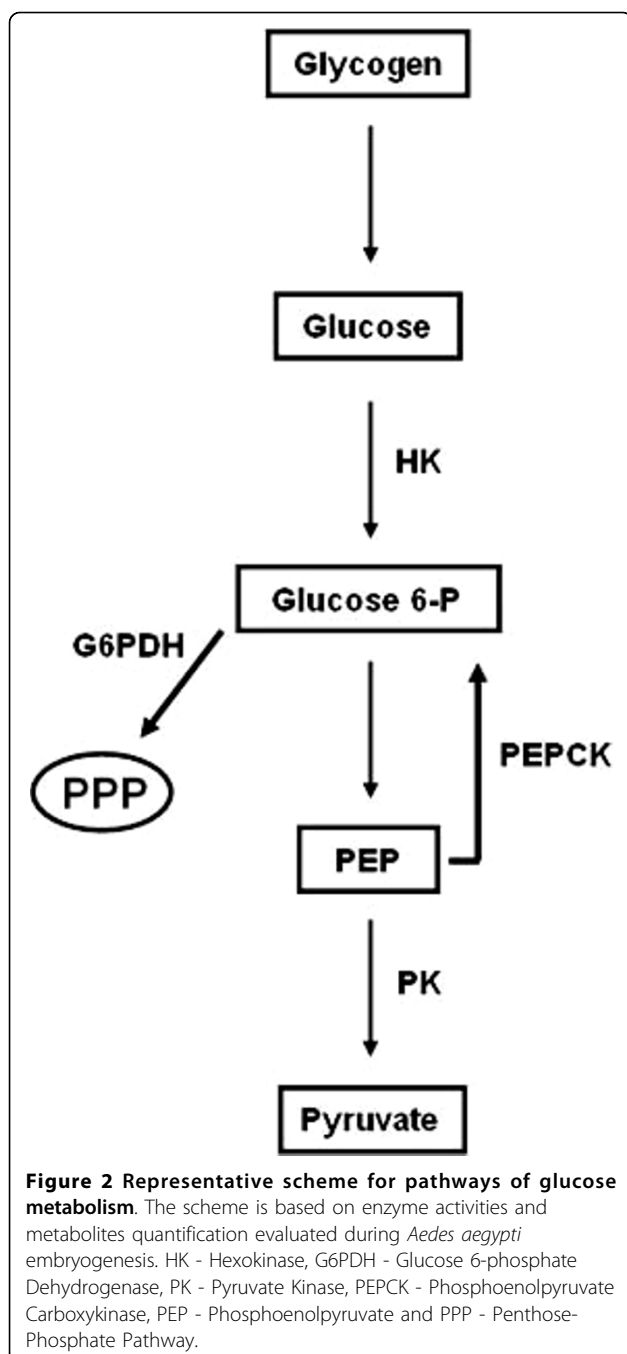 Glycogen
Glucose
HK
Glucose 6-P
G6PDH
PPP
PEPCK
PEP
PK
Pyruvate
Figure 2 Representative scheme for pathways of glucose
metabolism. The scheme is based on enzyme activities and
metabolites quantification evaluated during Aedes aegypti
embryogenesis. HK - Hexokinase, G6PDH - Glucose 6-phosphate
Dehydrogenase, PK - Pyruvate Kinase, PEPCK - Phosphoenolpyruvate
Carboxykinase, PEP - Phosphoenolpyruvate and PPP - Penthose-
Phosphate Pathway.